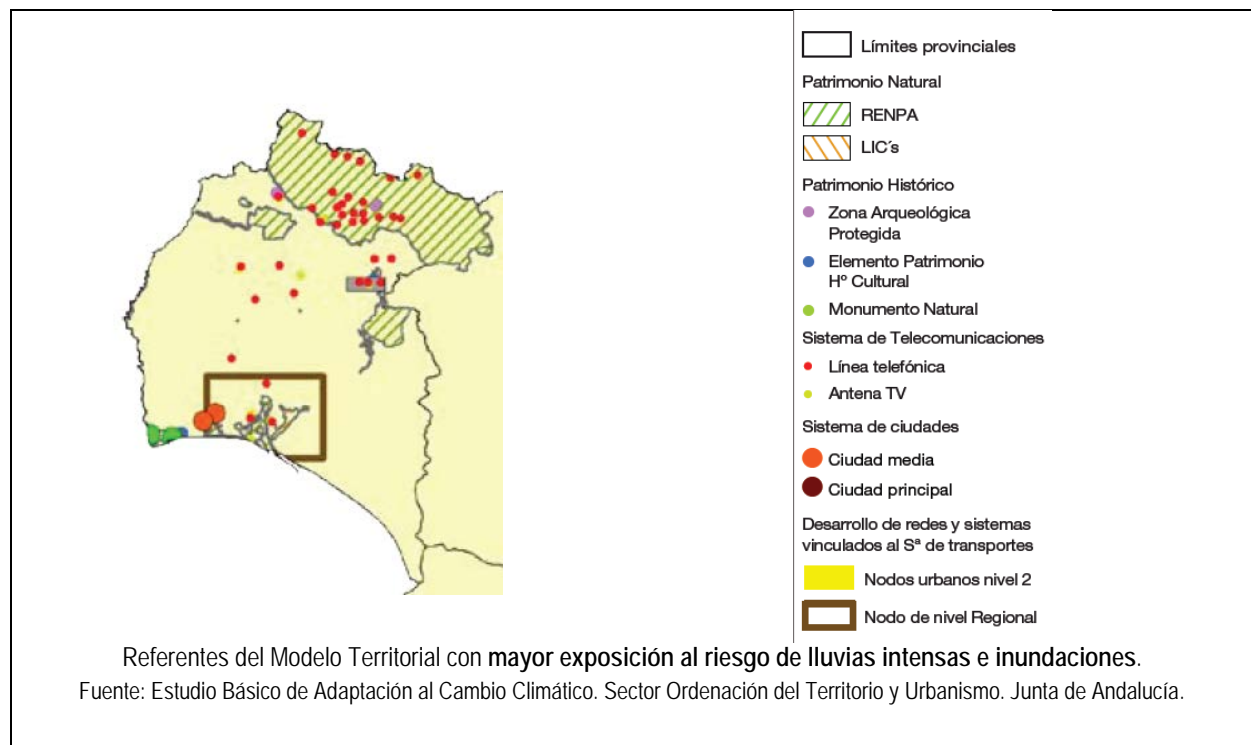 Límites provinciales
Patrimonio Natural
RENPA
LIC´s
Patrimonio Histórico
Zona Arqueológica
Protegida
Elemento Patrimonio
Hº Cultural
Monumento Natural
Sistema de Telecomunicaciones
Línea telefónica
Antena TV
Sistema de ciudades
Ciudad media
Ciudad principal
Desarrollo de redes y sistemas
vinculados al Sª de transportes
Nodos urbanos nivel 2
Nodo de nivel Regional
Referentes del Modelo Territorial con mayor exposición al riesgo de lluvias intensas e inundaciones.
Fuente: Estudio Básico de Adaptación al Cambio Climático. Sector Ordenación del Territorio y Urbanismo. Junta de Andalucía.